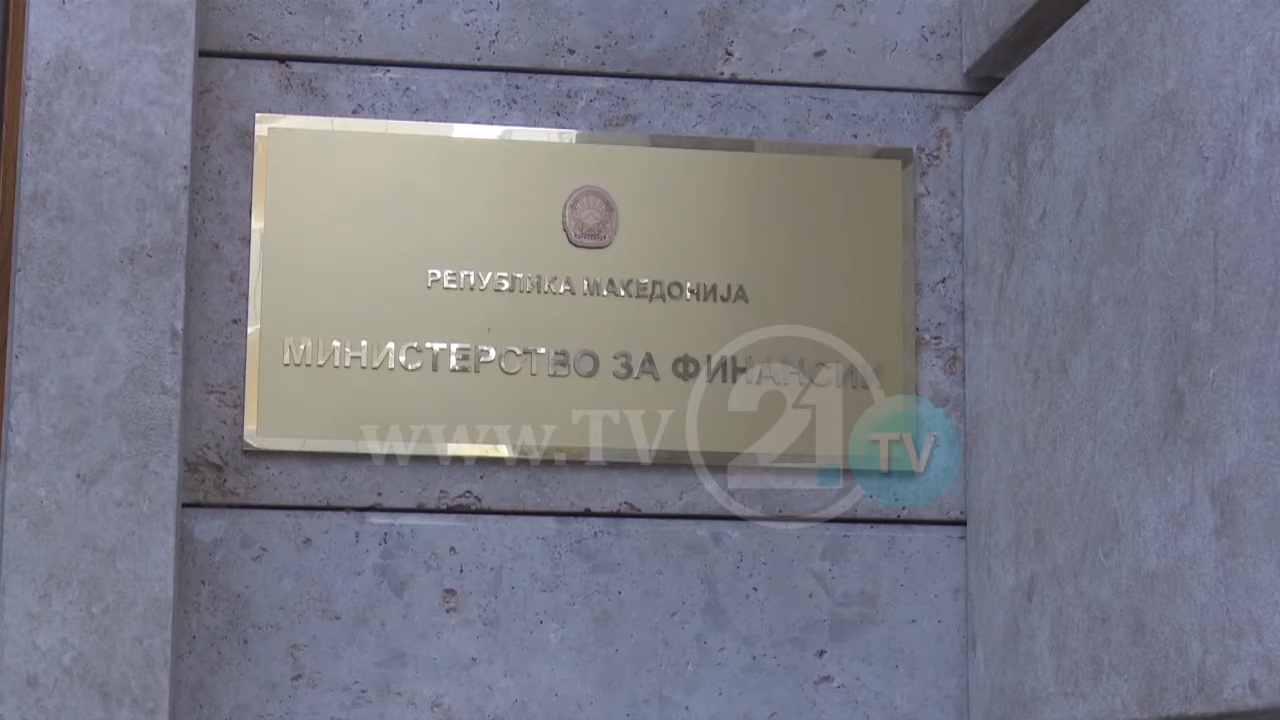 РЕПУБЛИКА МАКЕДОНИЈА
МИНИСТЕРСТВО ЗА ФИНАНСИИ
www.TV 21
TV